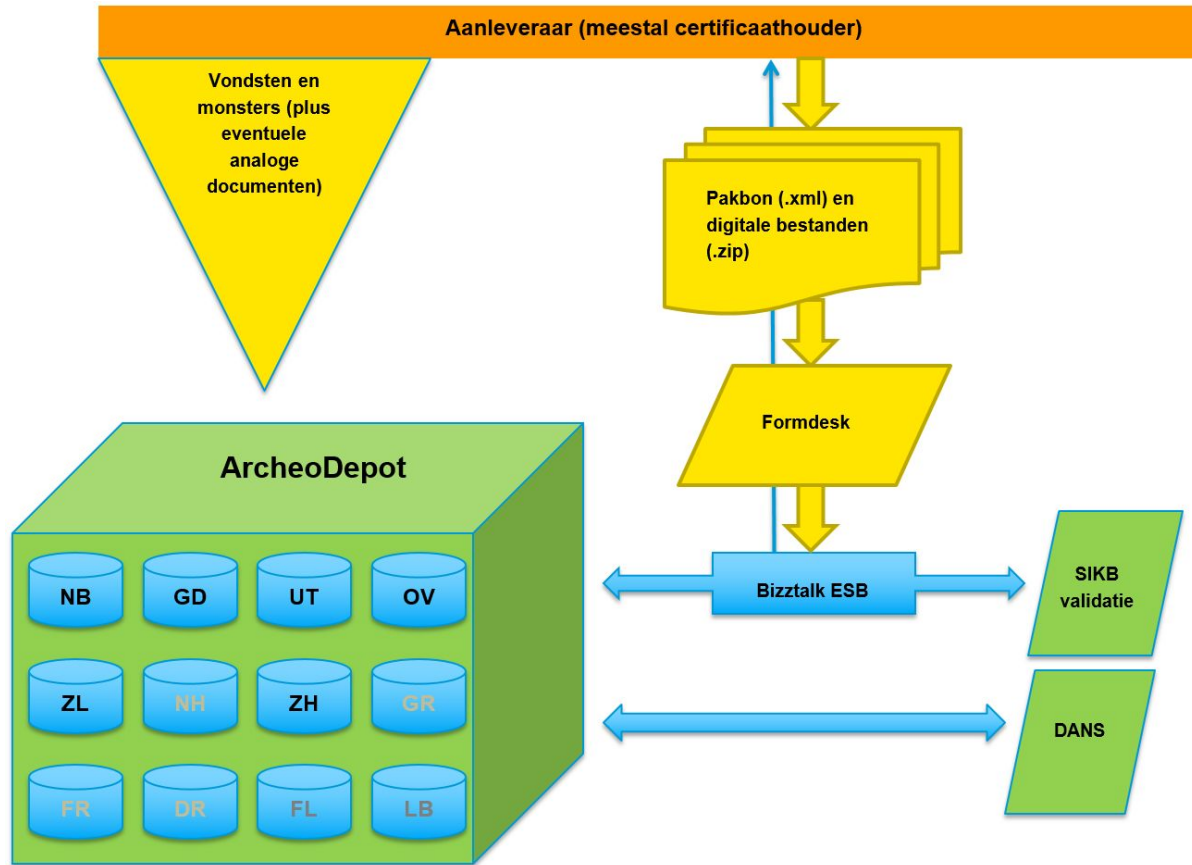 Aanleveraar (meestal certificaathouder)
Vondsten en
monsters (plus
eventuele
analoge
documenten)
Pakbon (.xml) en
digitale bestanden
(.zip)
Formdesk
ArcheoDepot
NB GD UT OV
Bizztalk ESB
SIKB
validatie
ZL NH ZH GR
DANS
FR DR FL LB